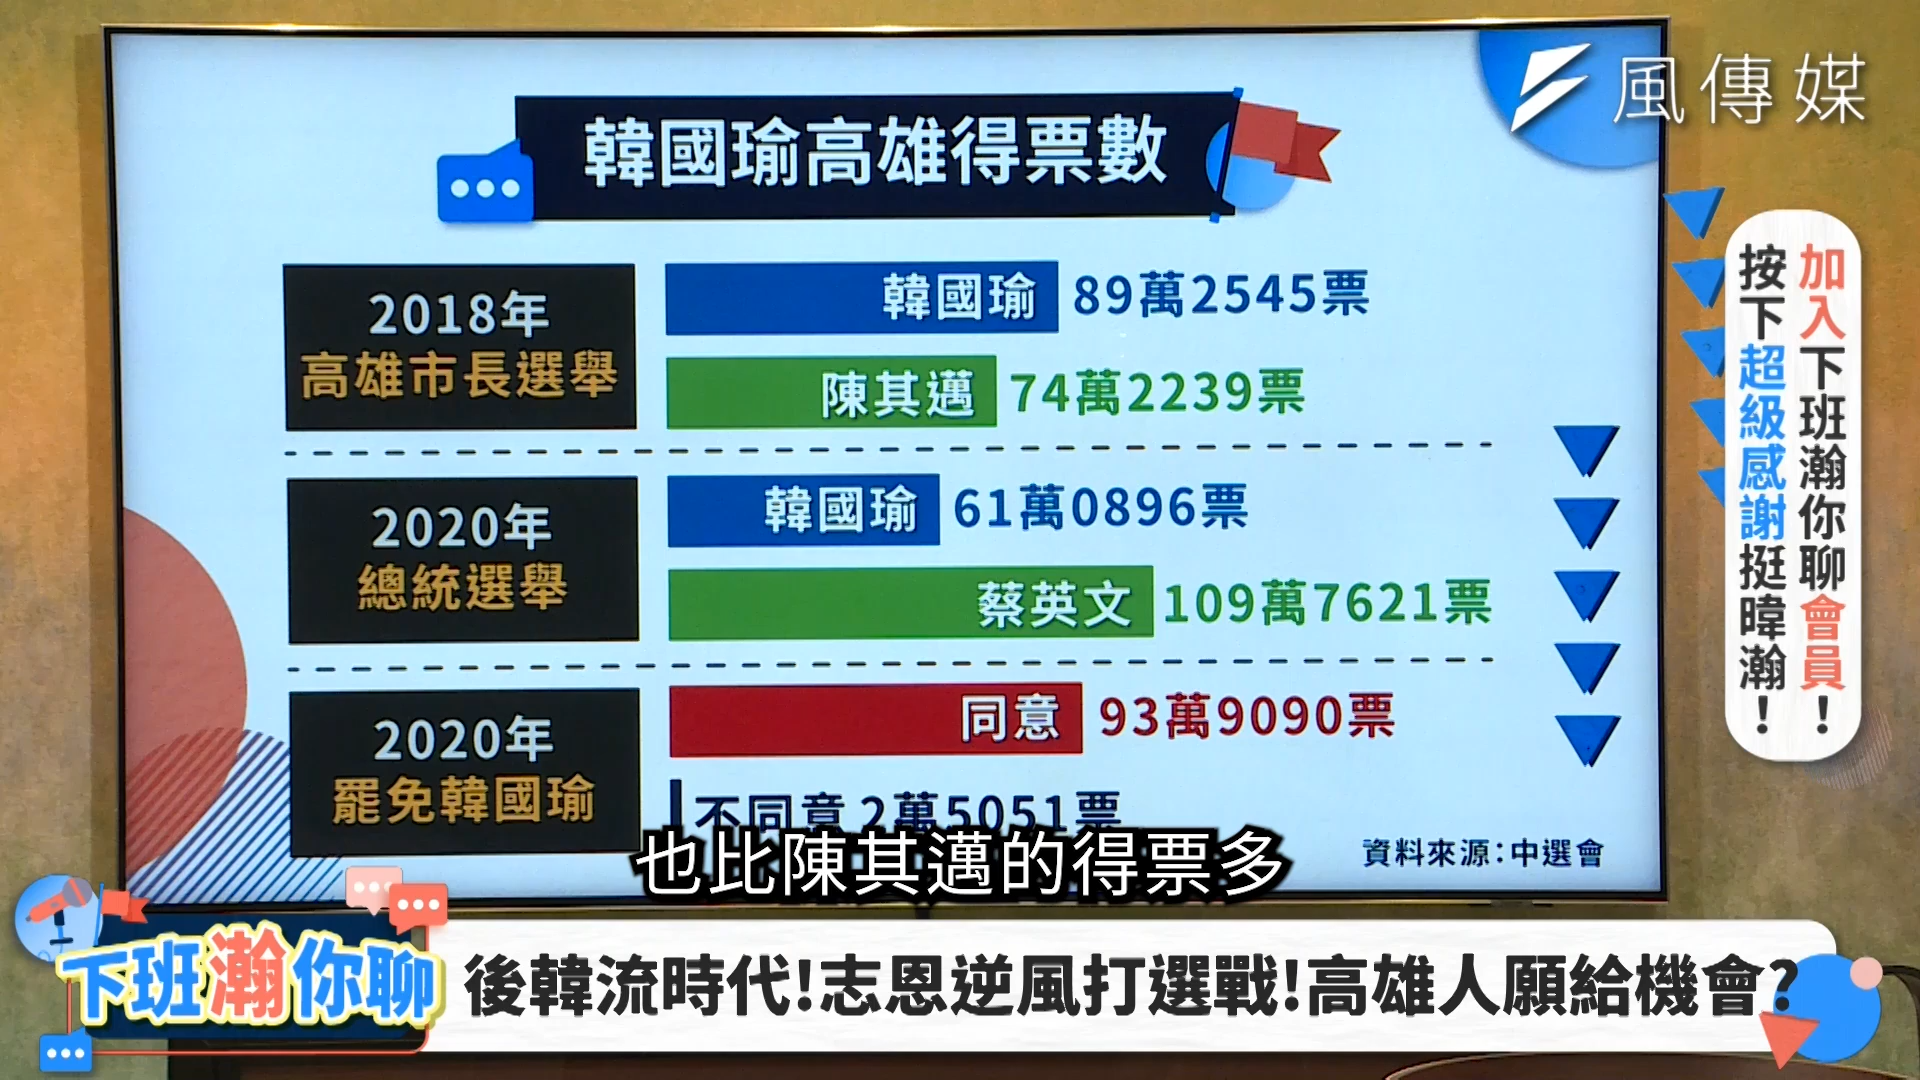 風傳媒
韓國瑜高雄得票數
2018年
高雄市長選舉
韓國瑜 89萬2545票
陳其邁 74萬2239票
2020年
總統選舉
韓國瑜 61萬0896票
蔡英文 109萬7621票
2020年
罷免韓國瑜
同意 93萬9090票
不同意 2萬5051票
資料來源:中選會
加入下班瀚你聊會員!
按下超級感謝挺暐瀚!
也比陳其邁的得票多
下班瀚你聊
後韓流時代!志恩逆風打選戰!高雄人願給機會?